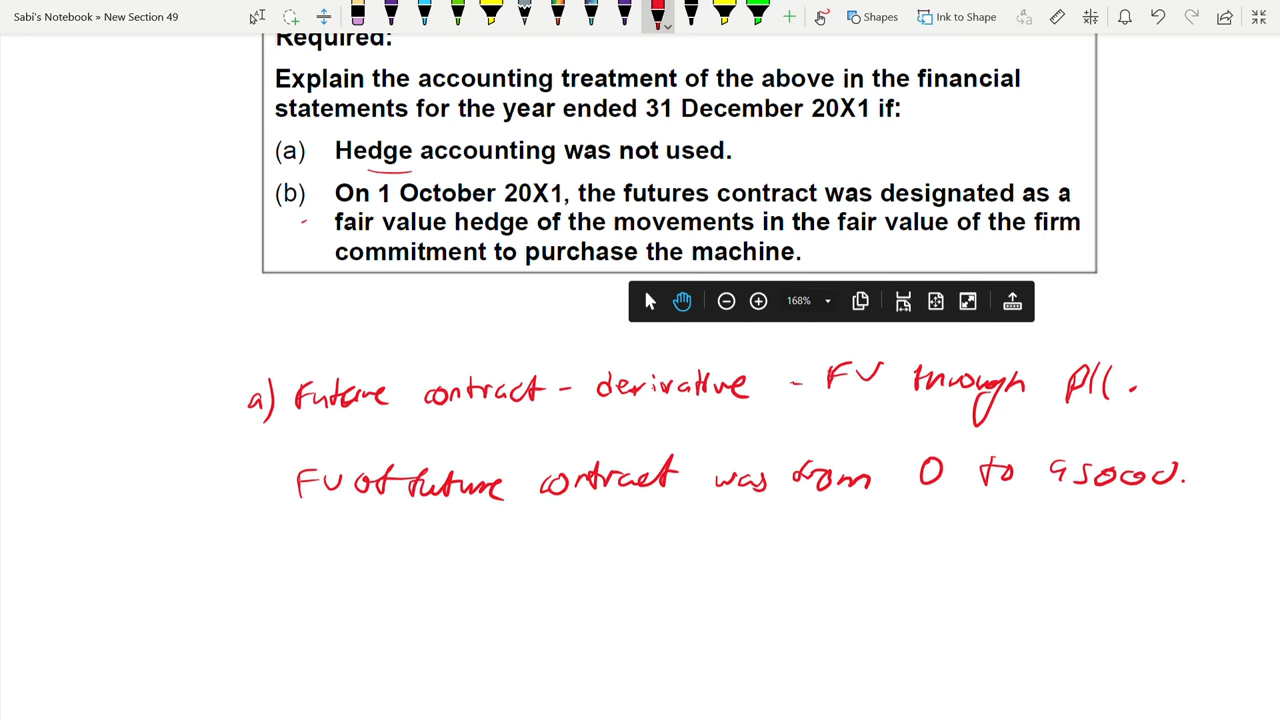 Sabi's Notebook » New Section 49
Shapes
Ink to Shape
Required:
Explain the accounting treatment of the above in the financial
statements for the year ended 31 December 20X1 if:
(a) Hedge accounting was not used.
(b) On 1 October 20X1, the futures contract was designated as a
fair value hedge of the movements in the fair value of the firm
commitment to purchase the machine.
168%
a) Future contract - derivative - FV through P/L.
FV of future contract was from 0 to 95000.